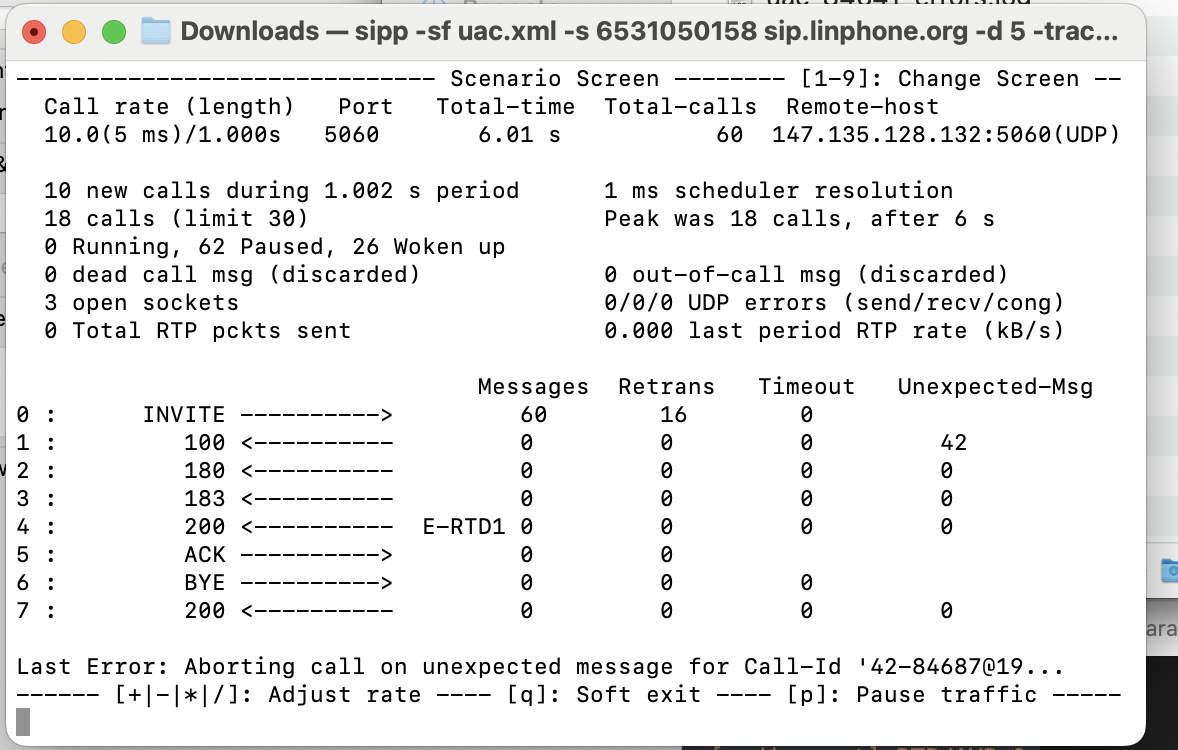 Downloads — sipp -sf uac.xml -s 6531050158 sip.linphone.org -d 5 -trac...
------------------------------ Scenario Screen -------- [1-9]: Change Screen --
Call rate (length)   Port   Total-time  Total-calls  Remote-host
10.0(5 ms)/1.000s   5060       6.01 s           60  147.135.128.132:5060(UDP)
10 new calls during 1.002 s period      1 ms scheduler resolution
18 calls (limit 30)                     Peak was 18 calls, after 6 s
0 Running, 62 Paused, 26 Woken up
0 dead call msg (discarded)             0 out-of-call msg (discarded)
3 open sockets                          0/0/0 UDP errors (send/recv/cong)
0 Total RTP pckts sent                  0.000 last period RTP rate (kB/s)
Messages  Retrans   Timeout   Unexpected-Msg
0 :      INVITE ---------->         60        16        0
1 :         100 <----------         0         0         0         42
2 :         180 <----------         0         0         0         0
3 :         183 <----------         0         0         0         0
4 :         200 <----------  E-RTD1 0         0         0         0
5 :         ACK ---------->         0         0
6 :         BYE ---------->         0         0         0
7 :         200 <----------         0         0         0         0
Last Error: Aborting call on unexpected message for Call-Id '42-84687@19...
------ [+|-|*|/]: Adjust rate ---- [q]: Soft exit ---- [p]: Pause traffic -----